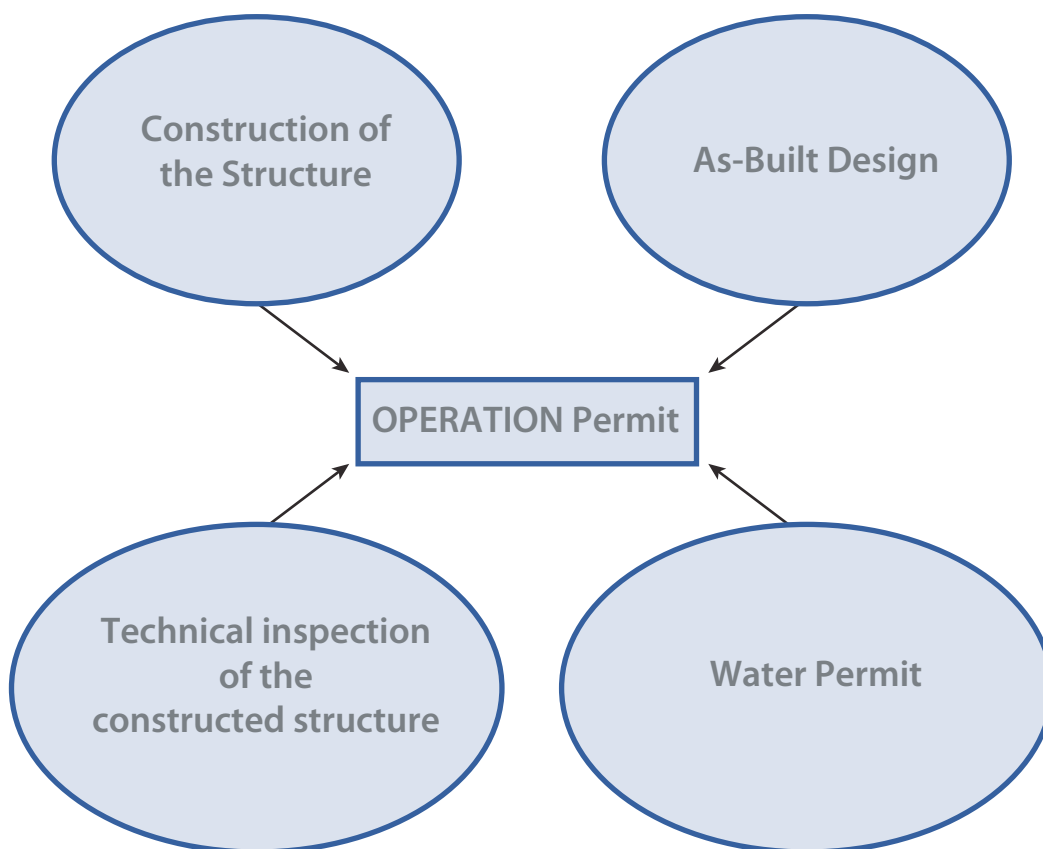 Construction of
the Structure
As-Built Design
OPERATION Permit
Technical inspection
of the
constructed structure
Water Permit